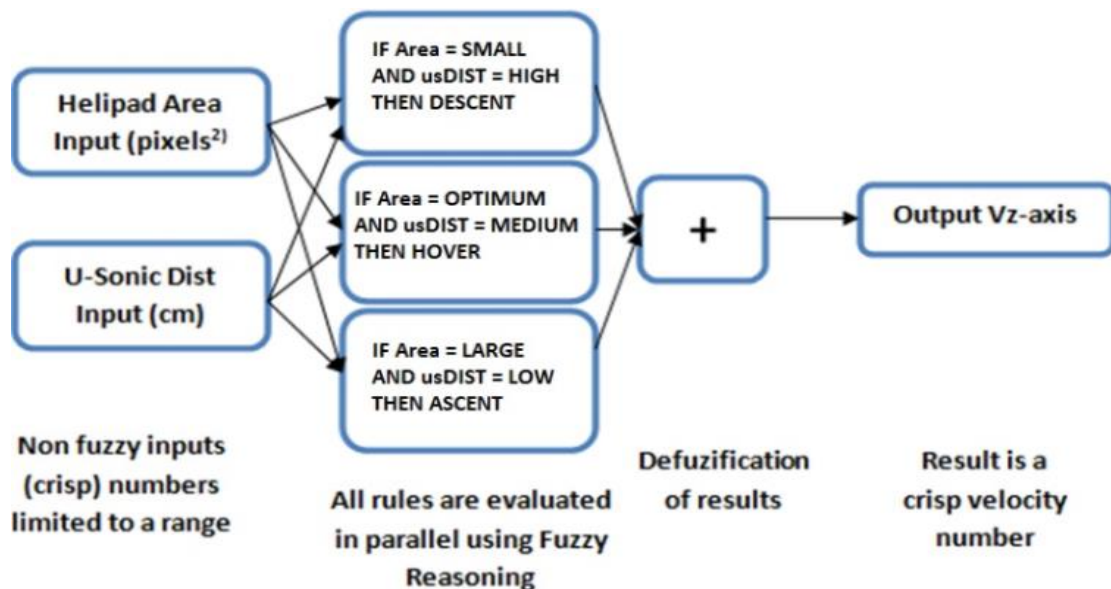 Helipad Area
Input (pixels²⁾
U-Sonic Dist
Input (cm)
Non fuzzy inputs
(crisp) numbers
limited to a range
IF Area = SMALL
AND usDIST = HIGH
THEN DESCENT
IF Area = OPTIMUM
AND usDIST = MEDIUM
THEN HOVER
IF Area = LARGE
AND usDIST = LOW
THEN ASCENT
All rules are evaluated
in parallel using Fuzzy
Reasoning
+
Defuzification
of results
Output Vz-axis
Result is a
crisp velocity
number